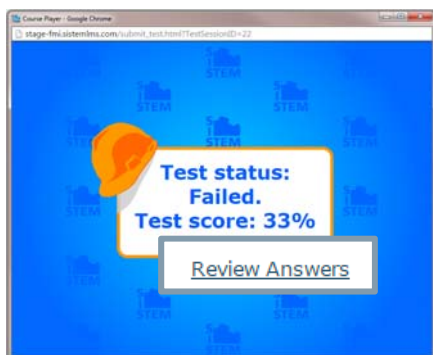 Course Player - Google Chrome
stage-fmi.sistemlms.com/submit_test.html?TestSessionID=22
Test status:
Failed.
Test score: 33%
Review Answers